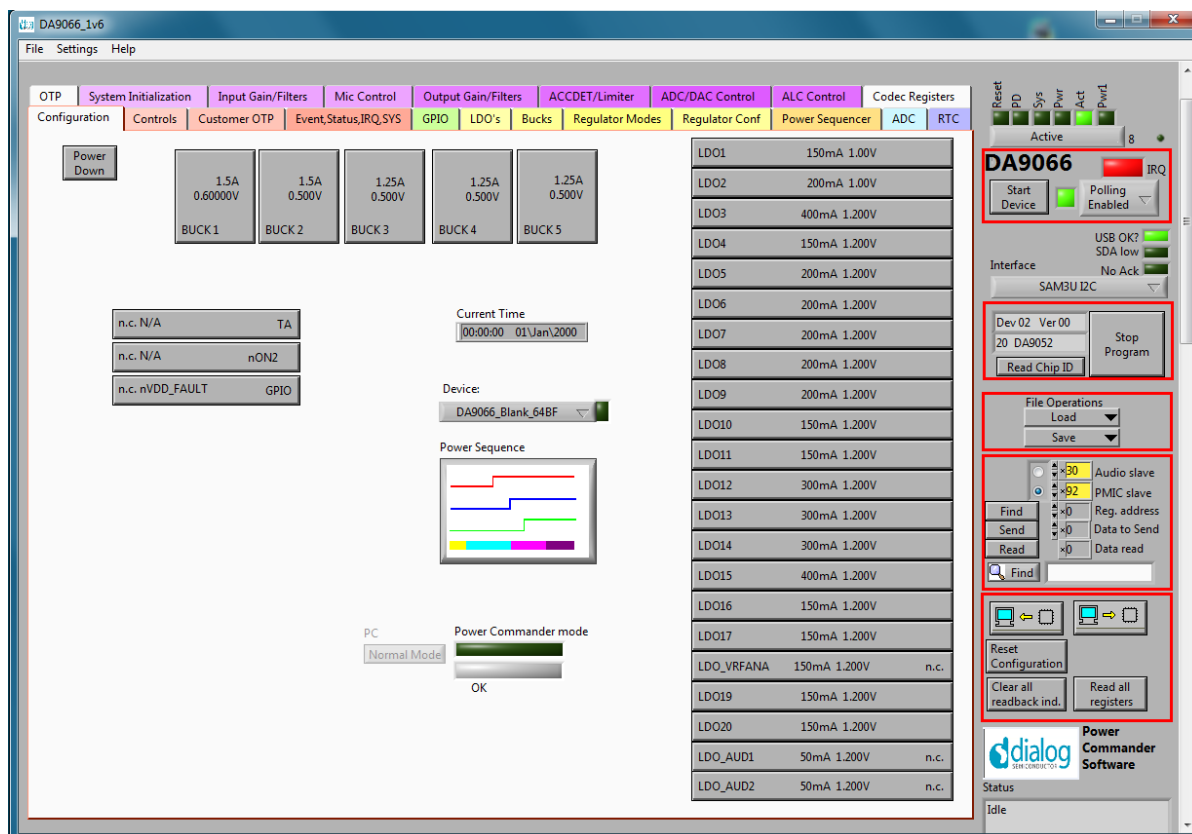 DA9066_1v6
File Settings Help
OTP System Initialization Input Gain/Filters Mic Control Output Gain/Filters ACCDET/Limiter ADC/DAC Control ALC Control Codec Registers
Configuration Controls Customer OTP Event,Status,IRQ,SYS GPIO LDO's Bucks Regulator Modes Regulator Conf Power Sequencer ADC RTC
Power
Down
1.5A
0.60000V
BUCK1
1.5A
0.500V
BUCK2
1.25A
0.500V
BUCK3
1.25A
0.500V
BUCK4
1.25A
0.500V
BUCK5
n.c. N/A TA
n.c. N/A nON2
n.c. nVDD_FAULT GPIO
Current Time
00:00:00 01\Jan\2000
Device:
DA9066_Blank_64BF
Power Sequence
PC
Normal Mode
Power Commander mode
OK
LDO1 150mA 1.00V
LDO2 200mA 1.00V
LDO3 400mA 1.200V
LDO4 150mA 1.200V
LDO5 200mA 1.200V
LDO6 200mA 1.200V
LDO7 200mA 1.200V
LDO8 200mA 1.200V
LDO9 200mA 1.200V
LDO10 150mA 1.200V
LDO11 150mA 1.200V
LDO12 300mA 1.200V
LDO13 300mA 1.200V
LDO14 300mA 1.200V
LDO15 400mA 1.200V
LDO16 150mA 1.200V
LDO17 150mA 1.200V
LDO_VRFANA 150mA 1.200V n.c.
LDO19 150mA 1.200V
LDO20 150mA 1.200V
LDO_AUD1 50mA 1.200V n.c.
LDO_AUD2 50mA 1.200V n.c.
Reset PD Sys Pwr Act Pwr1
Active 8
DA9066 IRQ
Start
Device
Polling
Enabled
USB OK?
SDA low
Interface No Ack
SAM3U I2C
Dev 02 Ver 00
20 DA9052
Read Chip ID
Stop
Program
File Operations
Load
Save
×30 Audio slave
×92 PMIC slave
Find ×0 Reg. address
Send ×0 Data to Send
Read ×0 Data read
Find
Reset
Configuration
Clear all
readback ind.
Read all
registers
dialog
SEMICONDUCTOR
Power
Commander
Software
Status
Idle